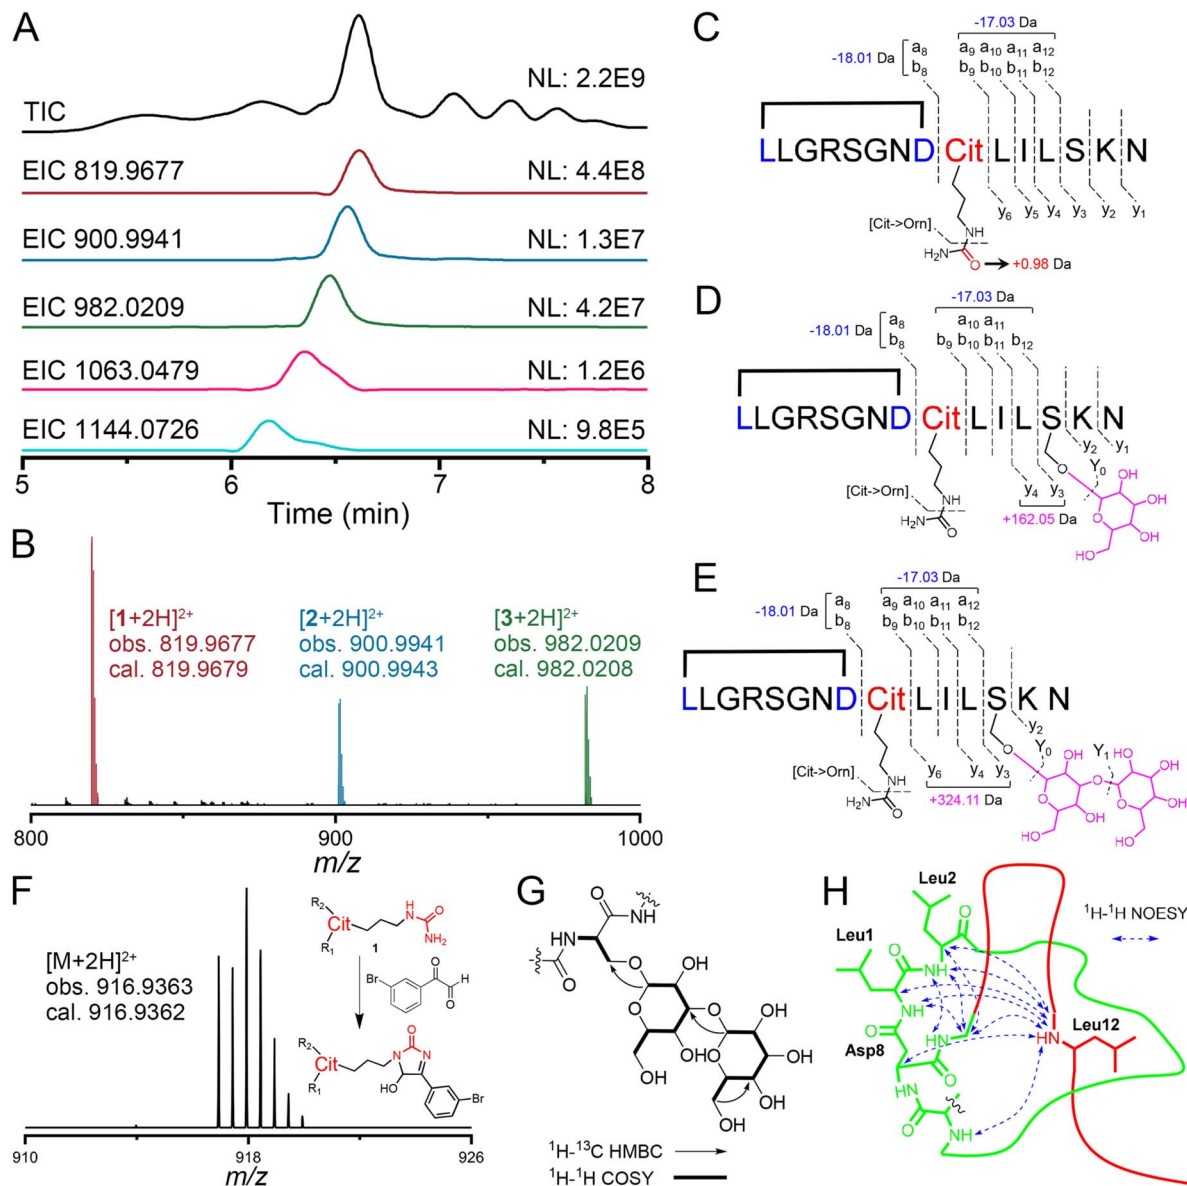 A
TIC
NL: 2.2E9
EIC 819.9677
NL: 4.4E8
EIC 900.9941
NL: 1.3E7
EIC 982.0209
NL: 4.2E7
EIC 1063.0479
NL: 1.2E6
EIC 1144.0726
NL: 9.8E5
5 6 7 8
Time (min)
B
[1+2H]²⁺
obs. 819.9677
cal. 819.9679
[2+2H]²⁺
obs. 900.9941
cal. 900.9943
[3+2H]²⁺
obs. 982.0209
cal. 982.0208
800 900 1000
m/z
C
-17.03 Da
-18.01 Da
a₈ a₉ a₁₀ a₁₁ a₁₂
b₈ b₉ b₁₀ b₁₁ b₁₂
LLGRSGND Cit LILSKN
y₆ y₅ y₄ y₃ y₂ y₁
[Cit->Orn]
NH
H₂N
O
+0.98 Da
D
-17.03 Da
-18.01 Da
a₈ a₁₀ a₁₁
b₈ b₉ b₁₀ b₁₁ b₁₂
LLGRSGND Cit LILSKN
y₂ y₁
O
Y₀
y₄ y₃
+162.05 Da
[Cit->Orn]
NH
H₂N
O
OH
OH
O
OH
HO
E
-17.03 Da
-18.01 Da
a₈ a₉ a₁₀ a₁₁ a₁₂
b₈ b₉ b₁₀ b₁₁ b₁₂
LLGRSGND Cit LILSKN
y₂
O
Y₀
Y₁
y₆ y₄ y₃
+324.11 Da
[Cit->Orn]
NH
H₂N
O
HO
O
HO
OH
O
OH
O
OH
HO
HO
F
[M+2H]²⁺
obs. 916.9363
cal. 916.9362
R₂
Cit
R₁
H
N
O
NH₂
1
Br
O
H
O
R₂
Cit
R₁
O
N
N
HO
Br
910 918 926
m/z
G
O
NH
H
N
O
O
OH
O
O
OH
OH
OH
O
OH
OH
OH
¹H-¹³C HMBC
¹H-¹H COSY
H
Leu2
¹H-¹H NOESY
Leu1
O
O
NH
NH
O
Asp8
HN
O
HN
O
NH
HN
Leu12